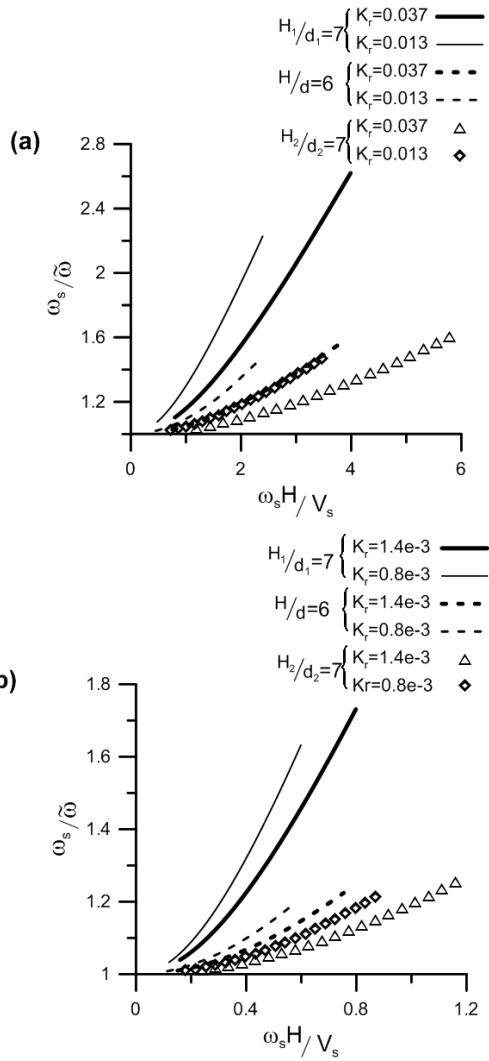 H₁/d₁=7 { Kᵣ=0.037
Kᵣ=0.013
H/d=6 { Kᵣ=0.037
Kᵣ=0.013
H₂/d₂=7 { Kᵣ=0.037
Kᵣ=0.013
(a)
2.8
2.4
2
1.6
1.2
ωₛ/ω̃
0 2 4 6
ωₛH/Vₛ
H₁/d₁=7 { Kᵣ=1.4e-3
Kᵣ=0.8e-3
H/d=6 { Kᵣ=1.4e-3
Kᵣ=0.8e-3
H₂/d₂=7 { Kᵣ=1.4e-3
Kr=0.8e-3
b)
1.8
1.6
1.4
1.2
1
ωₛ/ω̃
0 0.4 0.8 1.2
ωₛH/Vₛ